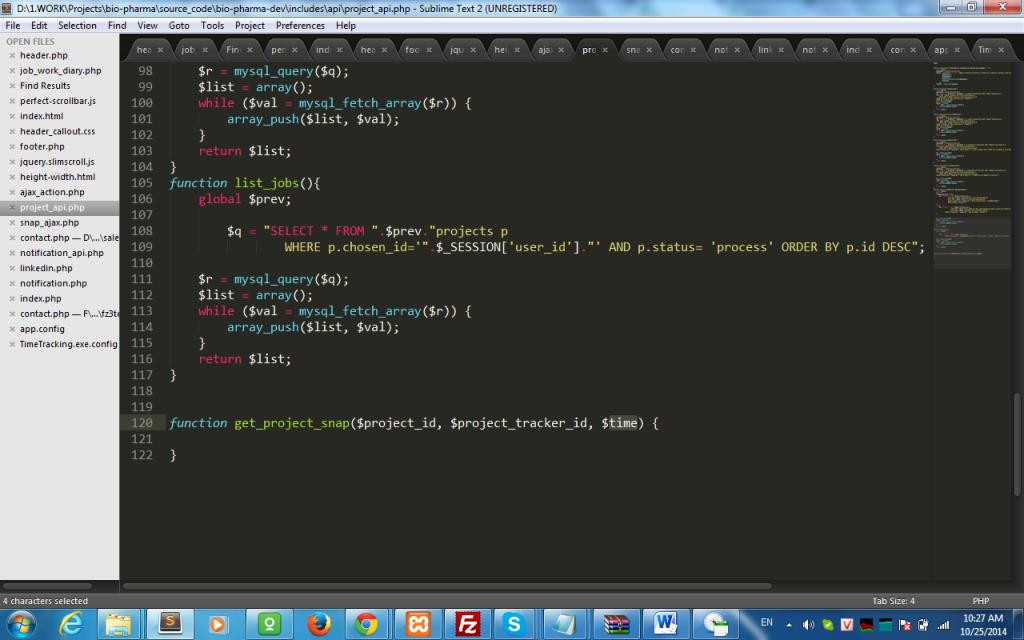 D:\1.WORK\Projects\bio-pharma\source_code\bio-pharma-dev\includes\api\project_api.php - Sublime Text 2 (UNREGISTERED)
File Edit Selection Find View Goto Tools Project Preferences Help
OPEN FILES
header.php
job_work_diary.php
Find Results
perfect-scrollbar.js
index.html
header_callout.css
footer.php
jquery.slimscroll.js
height-width.html
ajax_action.php
project_api.php
snap_ajax.php
contact.php — D\...\sale
notification_api.php
linkedin.php
notification.php
index.php
contact.php — F\...\fz3te
app.config
TimeTracking.exe.config
hea job Fin per ind hea foo jqu hei ajax pro sna con not link not ind con app Tim
98 $r = mysql_query($q);
99 $list = array();
100 while ($val = mysql_fetch_array($r)) {
101 array_push($list, $val);
102 }
103 return $list;
104 }
105 function list_jobs(){
106 global $prev;
107
108 $q = "SELECT * FROM ".$prev."projects p
109 WHERE p.chosen_id='".$_SESSION['user_id']."' AND p.status= 'process' ORDER BY p.id DESC";
110
111 $r = mysql_query($q);
112 $list = array();
113 while ($val = mysql_fetch_array($r)) {
114 array_push($list, $val);
115 }
116 return $list;
117 }
118
119
120 function get_project_snap($project_id, $project_tracker_id, $time) {
121
122 }
4 characters selected
Tab Size: 4
PHP
EN
10:27 AM
10/25/2014